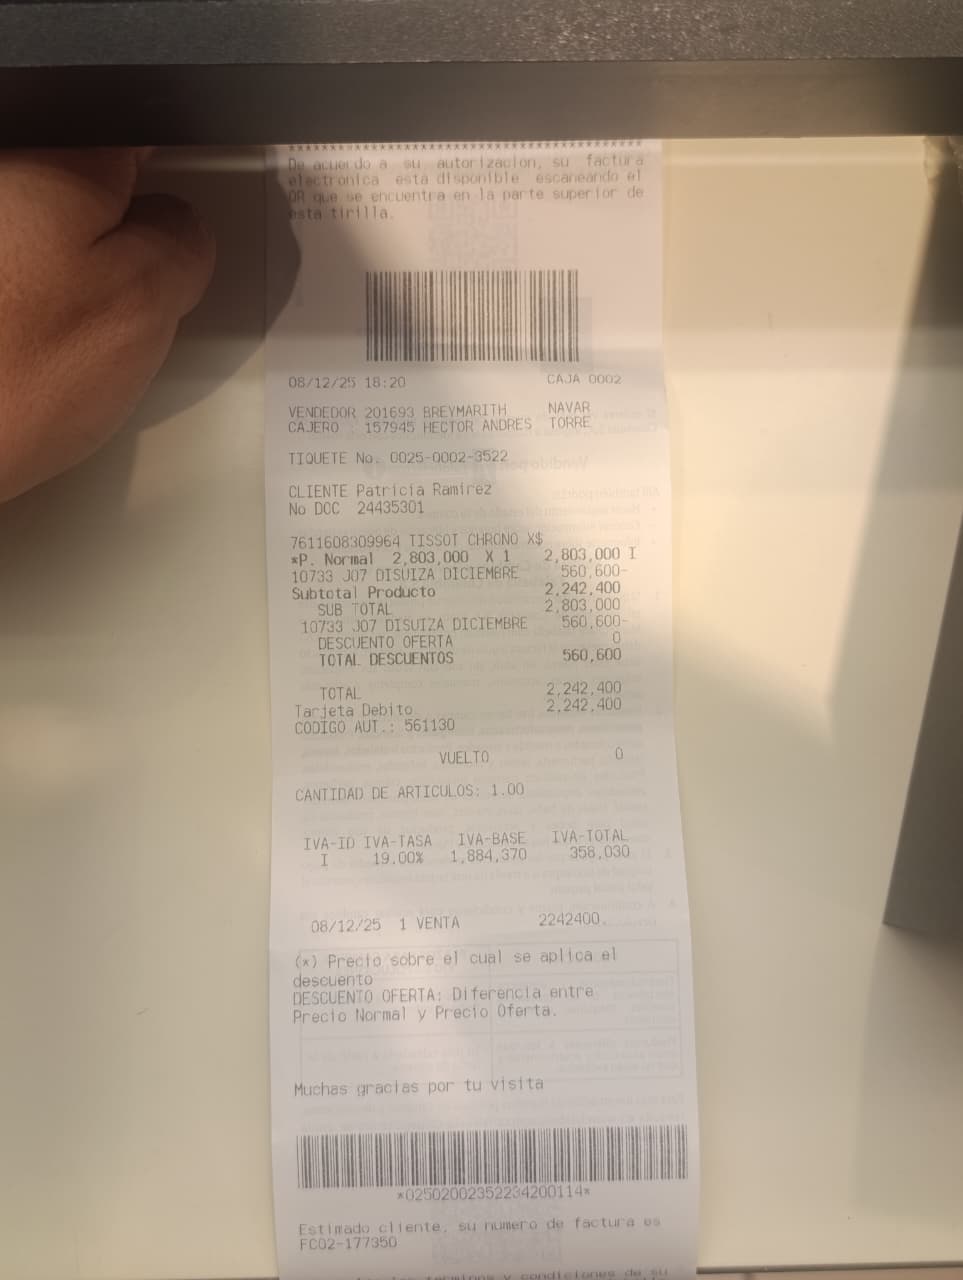 ******************************************
De acuerdo a su autorizacion, su factura
electronica esta disponible escaneando el
QR que se encuentra en la parte superior de
esta tirilla.
08/12/25 18:20 CAJA 0002
VENDEDOR 201693 BREYMARITH NAVAR
CAJERO : 157945 HECTOR ANDRES TORRE
TIQUETE No. 0025-0002-3522
CLIENTE Patricia Ramirez
No DOC 24435301
7611608309964 TISSOT CHRONO X$
*P. Normal 2,803,000 X 1 2,803,000 I
10733 J07 DISUIZA DICIEMBRE 560,600-
Subtotal Producto 2,242,400
SUB TOTAL 2,803,000
10733 J07 DISUIZA DICIEMBRE 560,600-
DESCUENTO OFERTA 0
TOTAL DESCUENTOS 560,600
TOTAL 2,242,400
Tarjeta Debito 2,242,400
CODIGO AUT.: 561130
VUELTO 0
CANTIDAD DE ARTICULOS: 1.00
IVA-ID IVA-TASA IVA-BASE IVA-TOTAL
I 19.00% 1,884,370 358,030
08/12/25 1 VENTA 2242400.
(*) Precio sobre el cual se aplica el
descuento
DESCUENTO OFERTA: Diferencia entre
Precio Normal y Precio Oferta.
Muchas gracias por tu visita
*02502002352234200114*
Estimado cliente, su numero de factura es
FC02-177350
terminos y condiciones de su